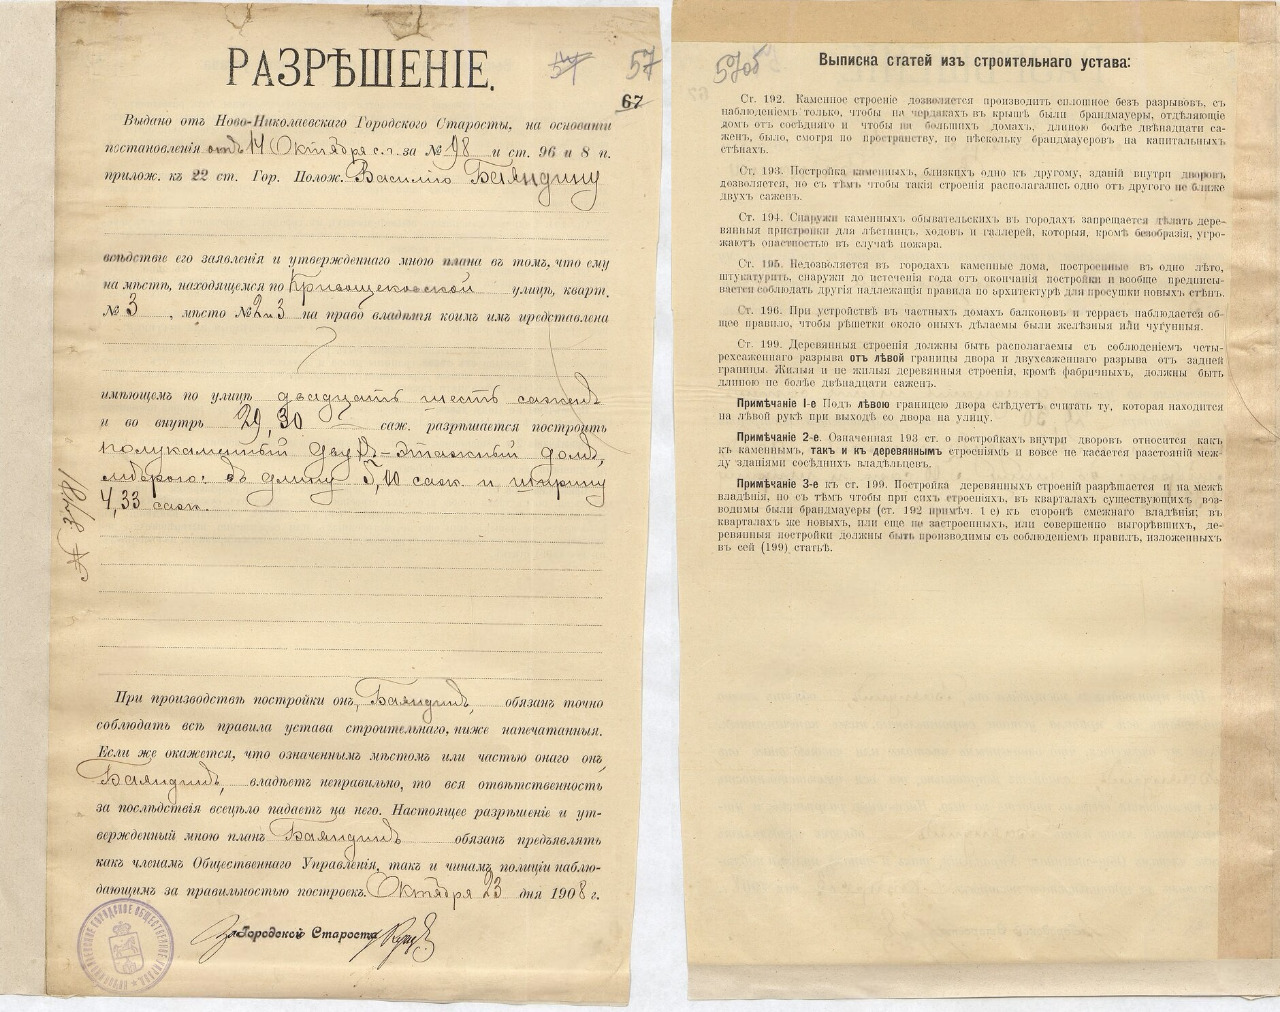 РАЗРѢШЕНІЕ.
57
57
67
Выдано отъ Ново-Николаевскаго Городского Старосты, на основаніи
постановленія отъ 14 Октября с. г. за № 98 и ст. 96 и 8 п.
прилож. къ 22 ст. Гор. Полож. Василію Баяндину
вслѣдствіе его заявленія и утвержденнаго мною плана въ томъ, что ему
на мѣстѣ, находящемся по Кривощековской улицѣ, кварт.
№ 3, мѣсто № 2 и 3 на право владѣнія коимъ имъ представлена
имѣющемъ по улицѣ двадцать шесть сажень
и во внутрь 29,30 саж. разрѣшается построить
полукаменный двухъ-этажный домъ,
мѣрою: въ длину 5,00 саж. и ширину
4,33 саж.
При производствѣ постройки онъ, Баяндинъ, обязанъ точно
соблюдать всѣ правила устава строительнаго, ниже напечатанныя.
Если же окажется, что означеннымъ мѣстомъ или частью онаго онъ,
Баяндинъ, владѣетъ неправильно, то вся отвѣтственность
за послѣдствія всецѣло падаетъ на него. Настоящее разрѣшеніе и ут-
вержденный мною планъ Баяндинъ обязанъ предъявлять
какъ членамъ Общественнаго Управленія, такъ и чинамъ полиціи наблю-
дающимъ за правильностью построекъ. Октября 23 дня 1908 г.
За Городской Староста
57об
Выписка статей изъ строительнаго устава:
Ст. 192. Каменное строеніе дозволяется производить сплошное безъ разрывовъ, съ
наблюденіемъ только, чтобы на чердакахъ въ крышѣ были брандмауеры, отдѣляющіе
домъ отъ сосѣдняго и чтобы на большихъ домахъ, длиною болѣе двѣнадцати са-
женъ, было, смотря по пространству, по нѣскольку брандмауеровъ на капитальныхъ
стѣнахъ.
Ст. 193. Постройка каменныхъ, близкихъ одно къ другому, зданій внутри дворовъ
дозволяется, но съ тѣмъ чтобы такія строенія располагались одно отъ другого не ближе
двухъ саженъ.
Ст. 194. Снаружи каменныхъ обывательскихъ въ городахъ запрещается дѣлать дере-
вянныя пристройки для лѣстницъ, ходовъ и галлерей, которыя, кромѣ безобразія, угро-
жаютъ опасностью въ случаѣ пожара.
Ст. 195. Недозволяется въ городахъ каменные дома, построенные въ одно лѣто,
штукатурить, снаружи до истеченія года отъ окончанія постройки и вообще предписы-
вается соблюдать другія надлежащія правила по архитектурѣ для просушки новыхъ стѣнъ.
Ст. 196. При устройствѣ въ частныхъ домахъ балконовъ и террасъ наблюдается об-
щее правило, чтобы рѣшетки около оныхъ дѣлаемы были желѣзныя или чугунныя.
Ст. 199. Деревянныя строенія должны быть располагаемы съ соблюденіемъ четы-
рехсаженнаго разрыва отъ лѣвой границы двора и двухсаженнаго разрыва отъ задней
границы. Жилыя и не жилыя деревянныя строенія, кромѣ фабричныхъ, должны быть
длиною не болѣе двѣнадцати саженъ.
Примѣчаніе 1-е Подъ лѣвою границею двора слѣдуетъ считать ту, которая находится
на лѣвой рукѣ при выходѣ со двора на улицу.
Примѣчаніе 2-е. Означенная 193 ст. о постройкахъ внутри дворовъ относится какъ
къ каменнымъ, такъ и къ деревяннымъ строеніямъ и вовсе не касается разстояній меж-
ду зданіями сосѣднихъ владѣльцевъ.
Примѣчаніе 3-е къ ст. 199. Постройка деревянныхъ строеній разрѣшается и на межѣ
владѣнія, но съ тѣмъ чтобы при сихъ строеніяхъ, въ кварталахъ существующихъ воз-
водимы были брандмауеры (ст. 192 примѣч. 1 е) къ сторонѣ смежнаго владѣнія; въ
кварталахъ же новыхъ, или еще не застроенныхъ, или совершенно выгорѣвшихъ, де-
ревянныя постройки должны быть производимы съ соблюденіемъ правилъ, изложенныхъ
въ сей (199) статьѣ.